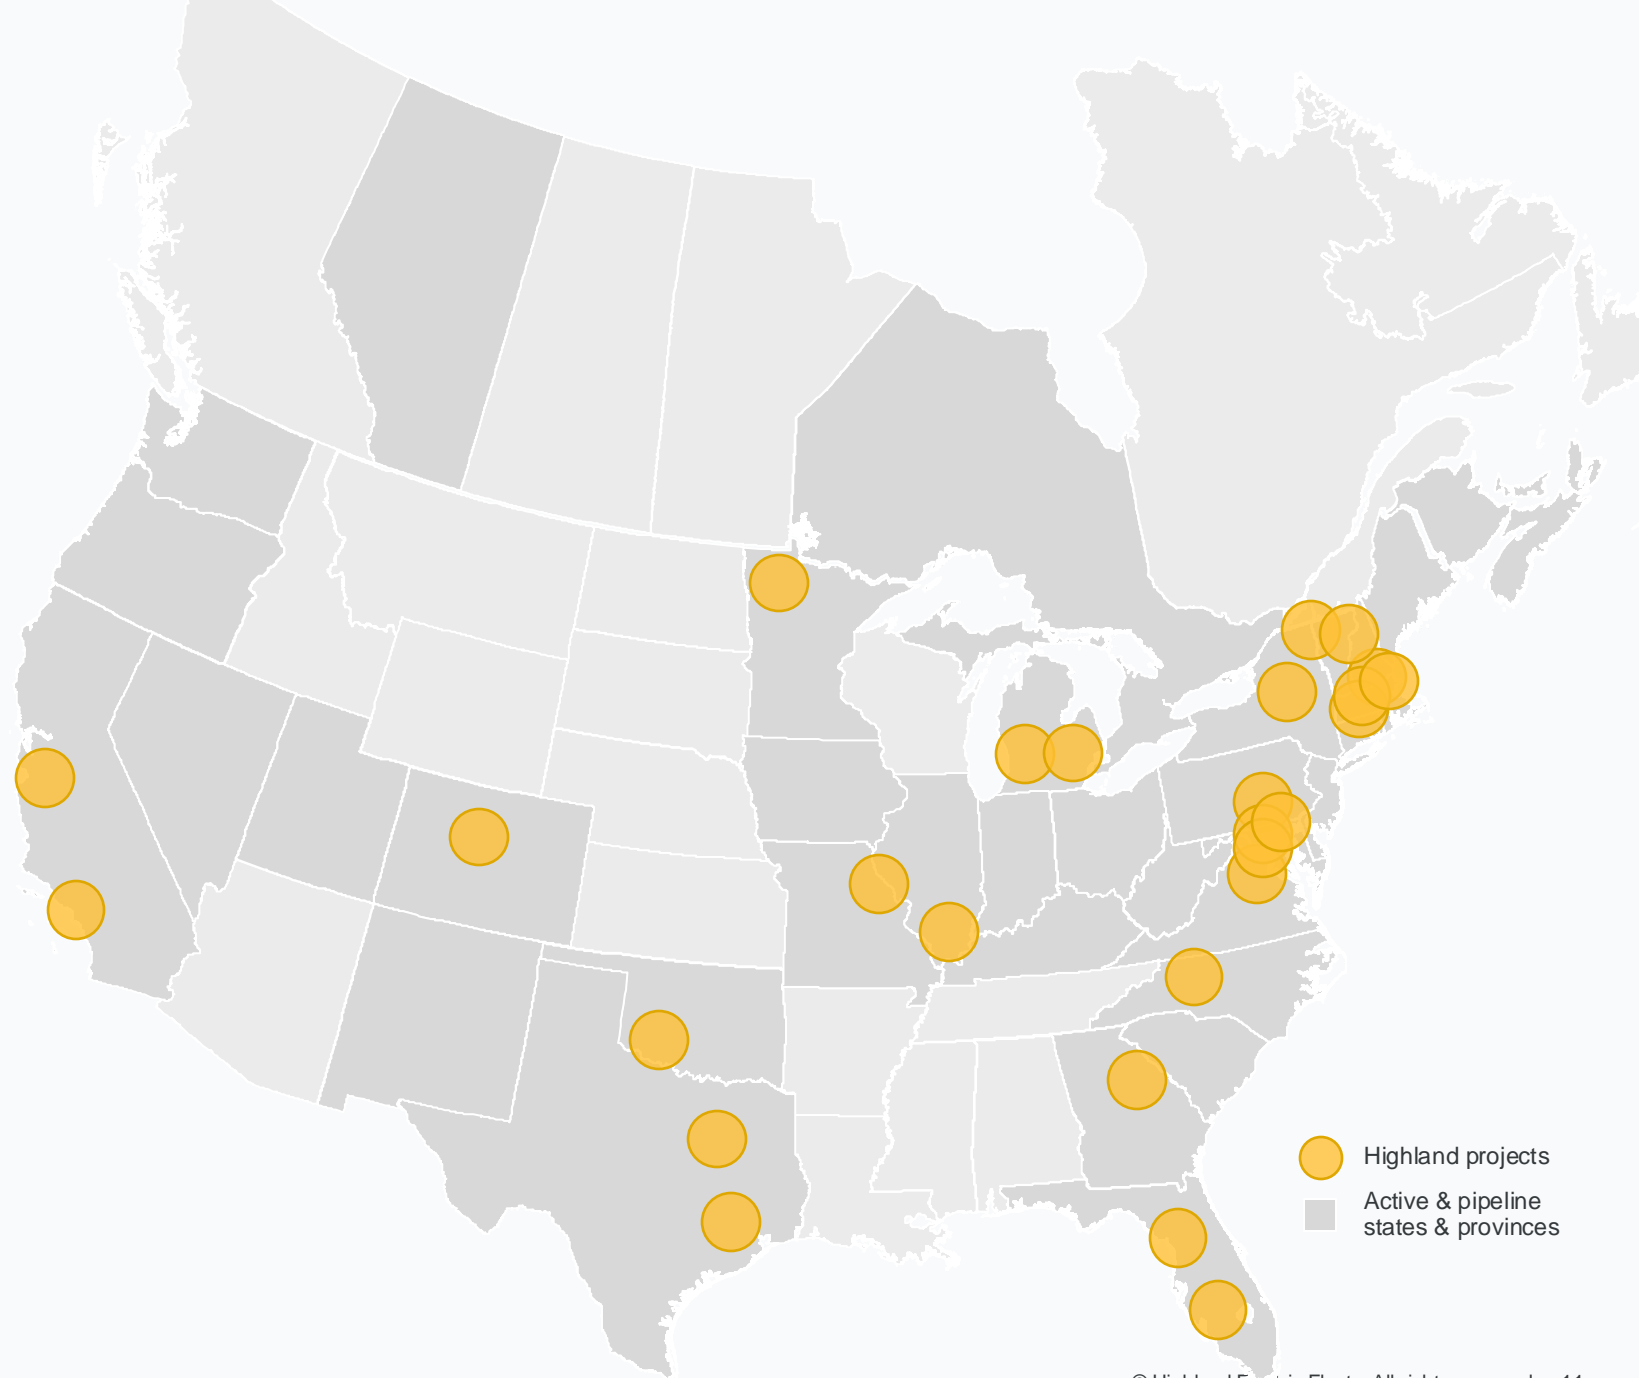 Highland projects
Active & pipeline
states & provinces